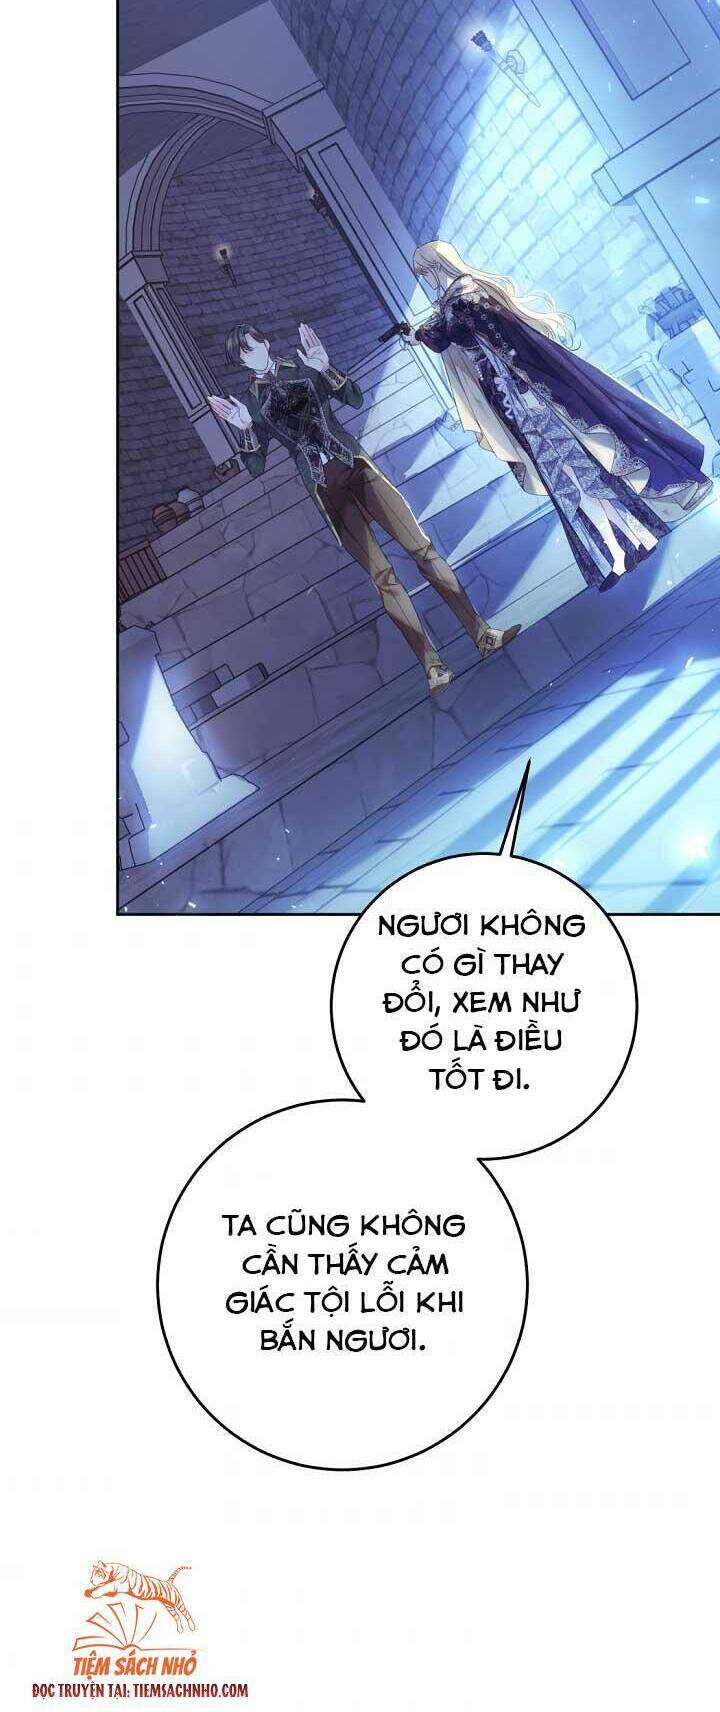 NGƯƠI KHÔNG
CÓ GÌ THAY
ĐỔI, XEM NHƯ
ĐÓ LÀ ĐIỀU
TỐT ĐI.
TA CŨNG KHÔNG
CẦN THẤY CẢM
GIÁC TỘI LỖI KHI
BẮN NGƯƠI.
TIỆM SÁCH NHỎ
ĐỌC TRUYỆN TẠI: TIEMSACHNHO.COM